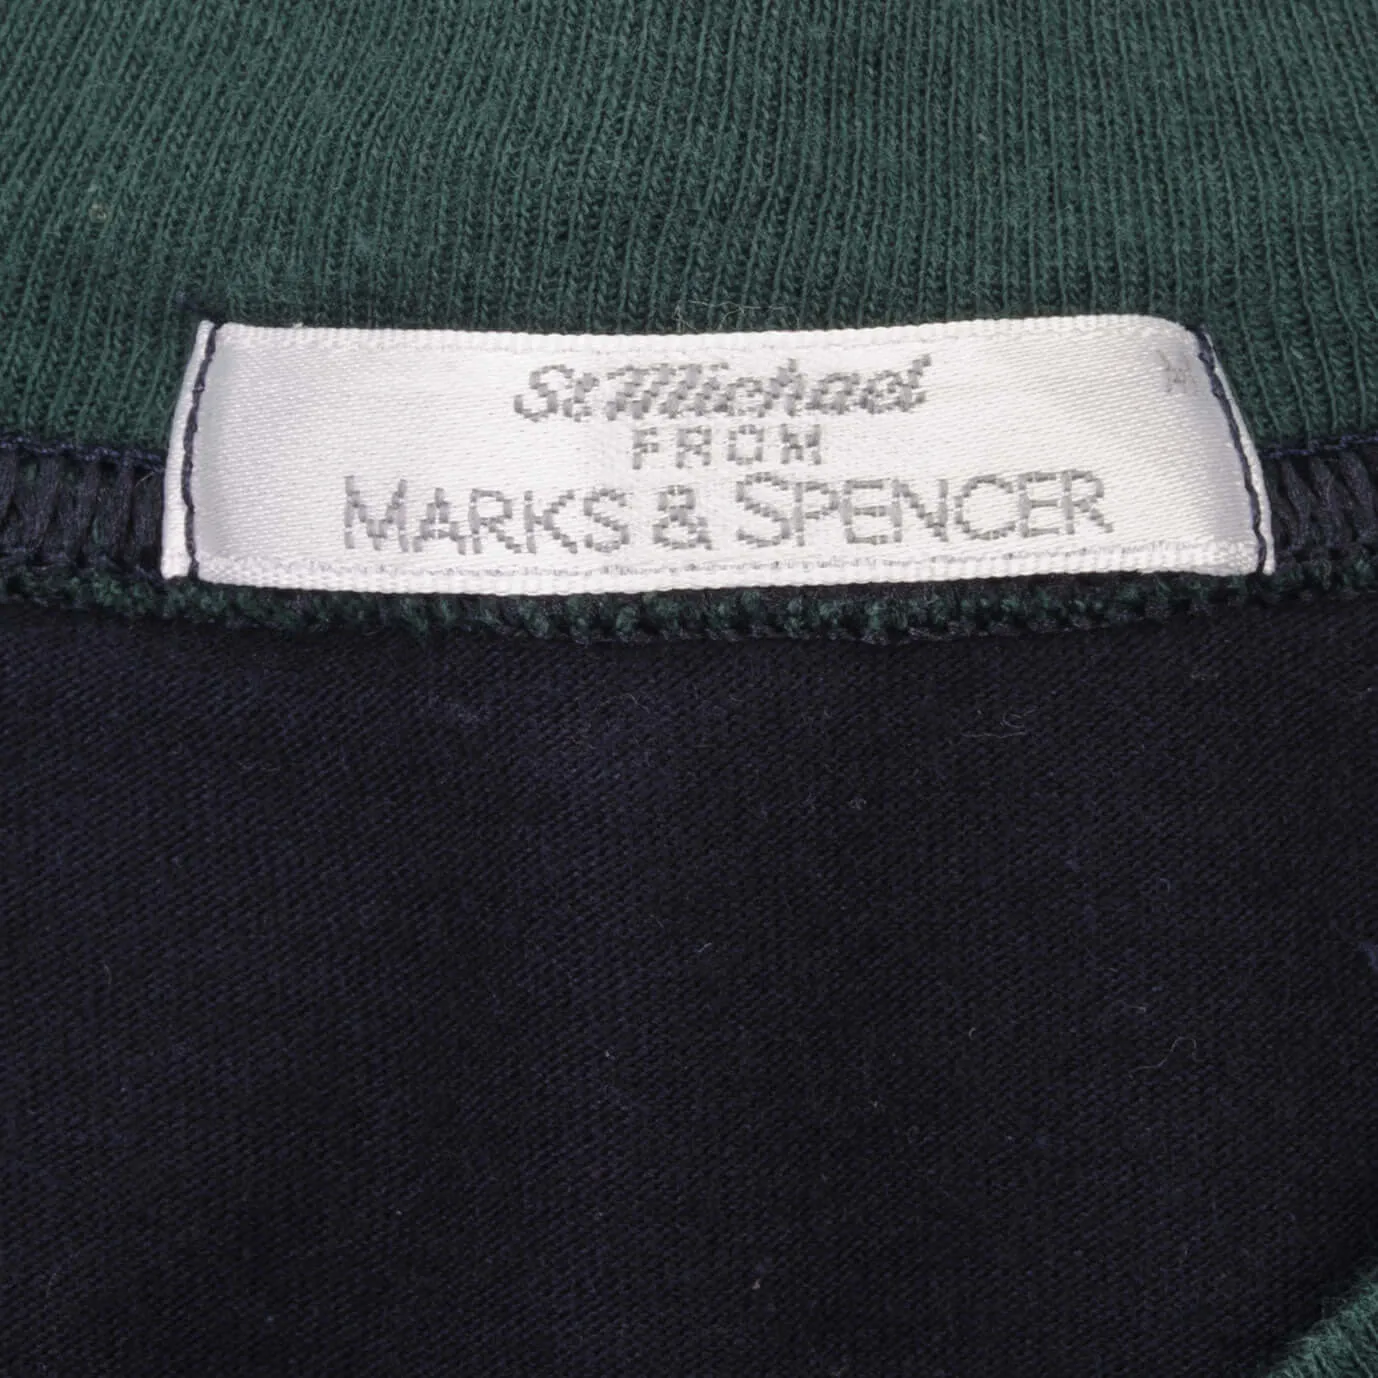 St Michael
FROM
MARKS & SPENCER